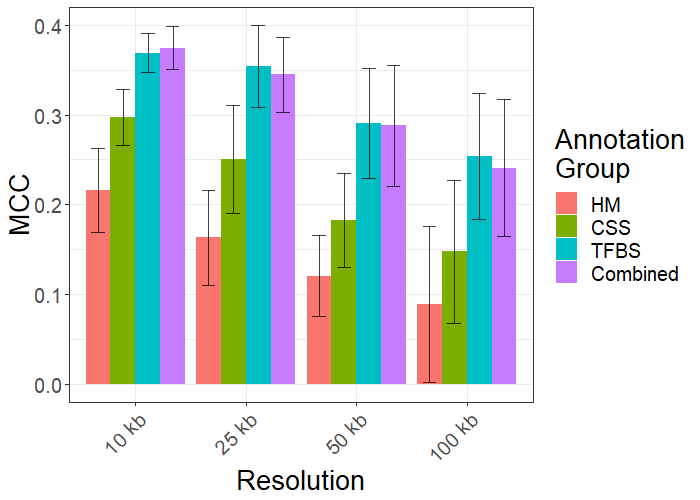 0.4
0.3
0.2
0.1
0.0
MCC
10 kb
25 kb
50 kb
100 kb
Resolution
Annotation
Group
HM
CSS
TFBS
Combined